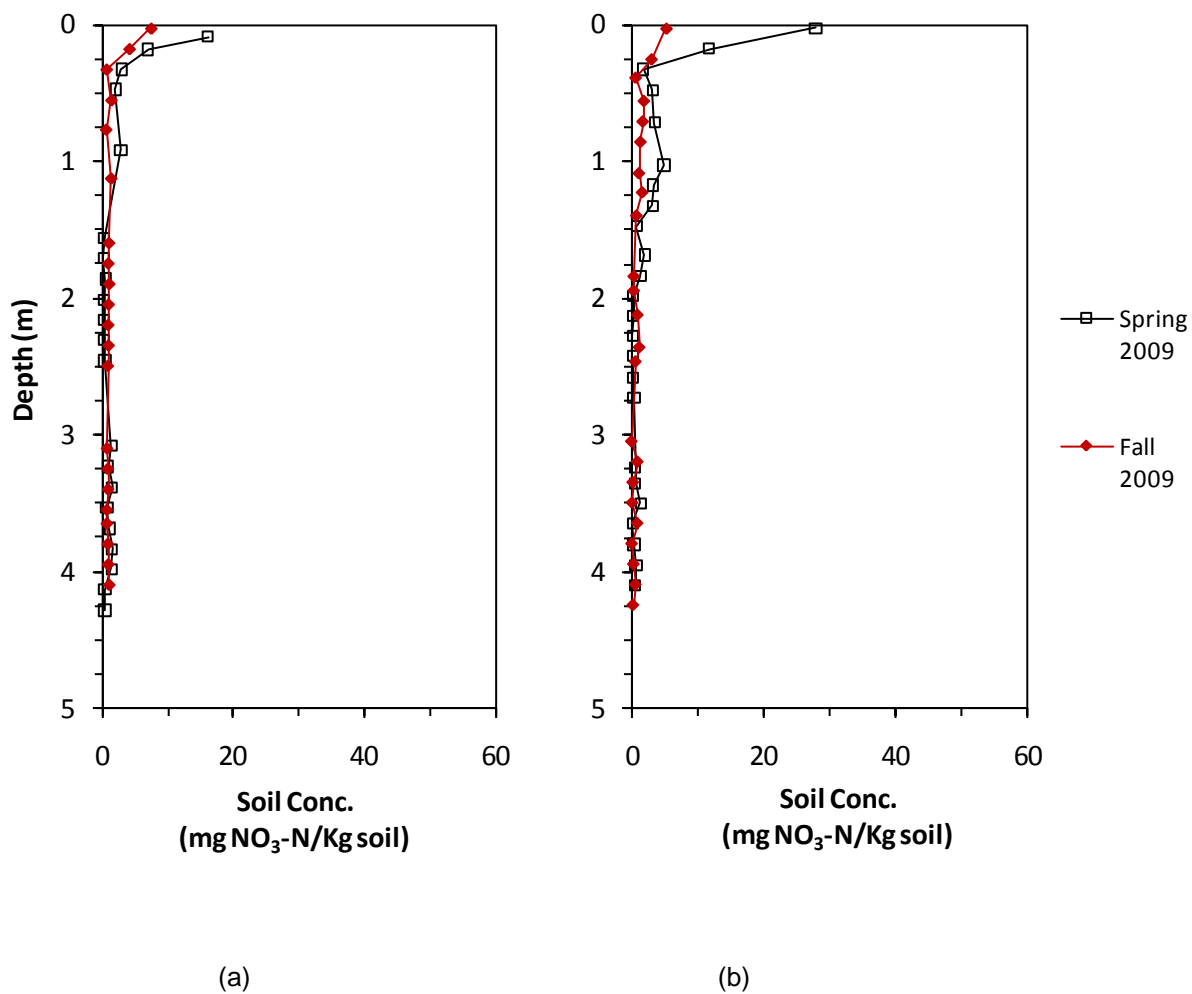 0
1
2
3
4
5
Depth (m)
0 20 40 60
Soil Conc.
(mg NO₃-N/Kg soil)
(a)
0
1
2
3
4
5
0 20 40 60
Soil Conc.
(mg NO₃-N/Kg soil)
(b)
Spring
2009
Fall
2009